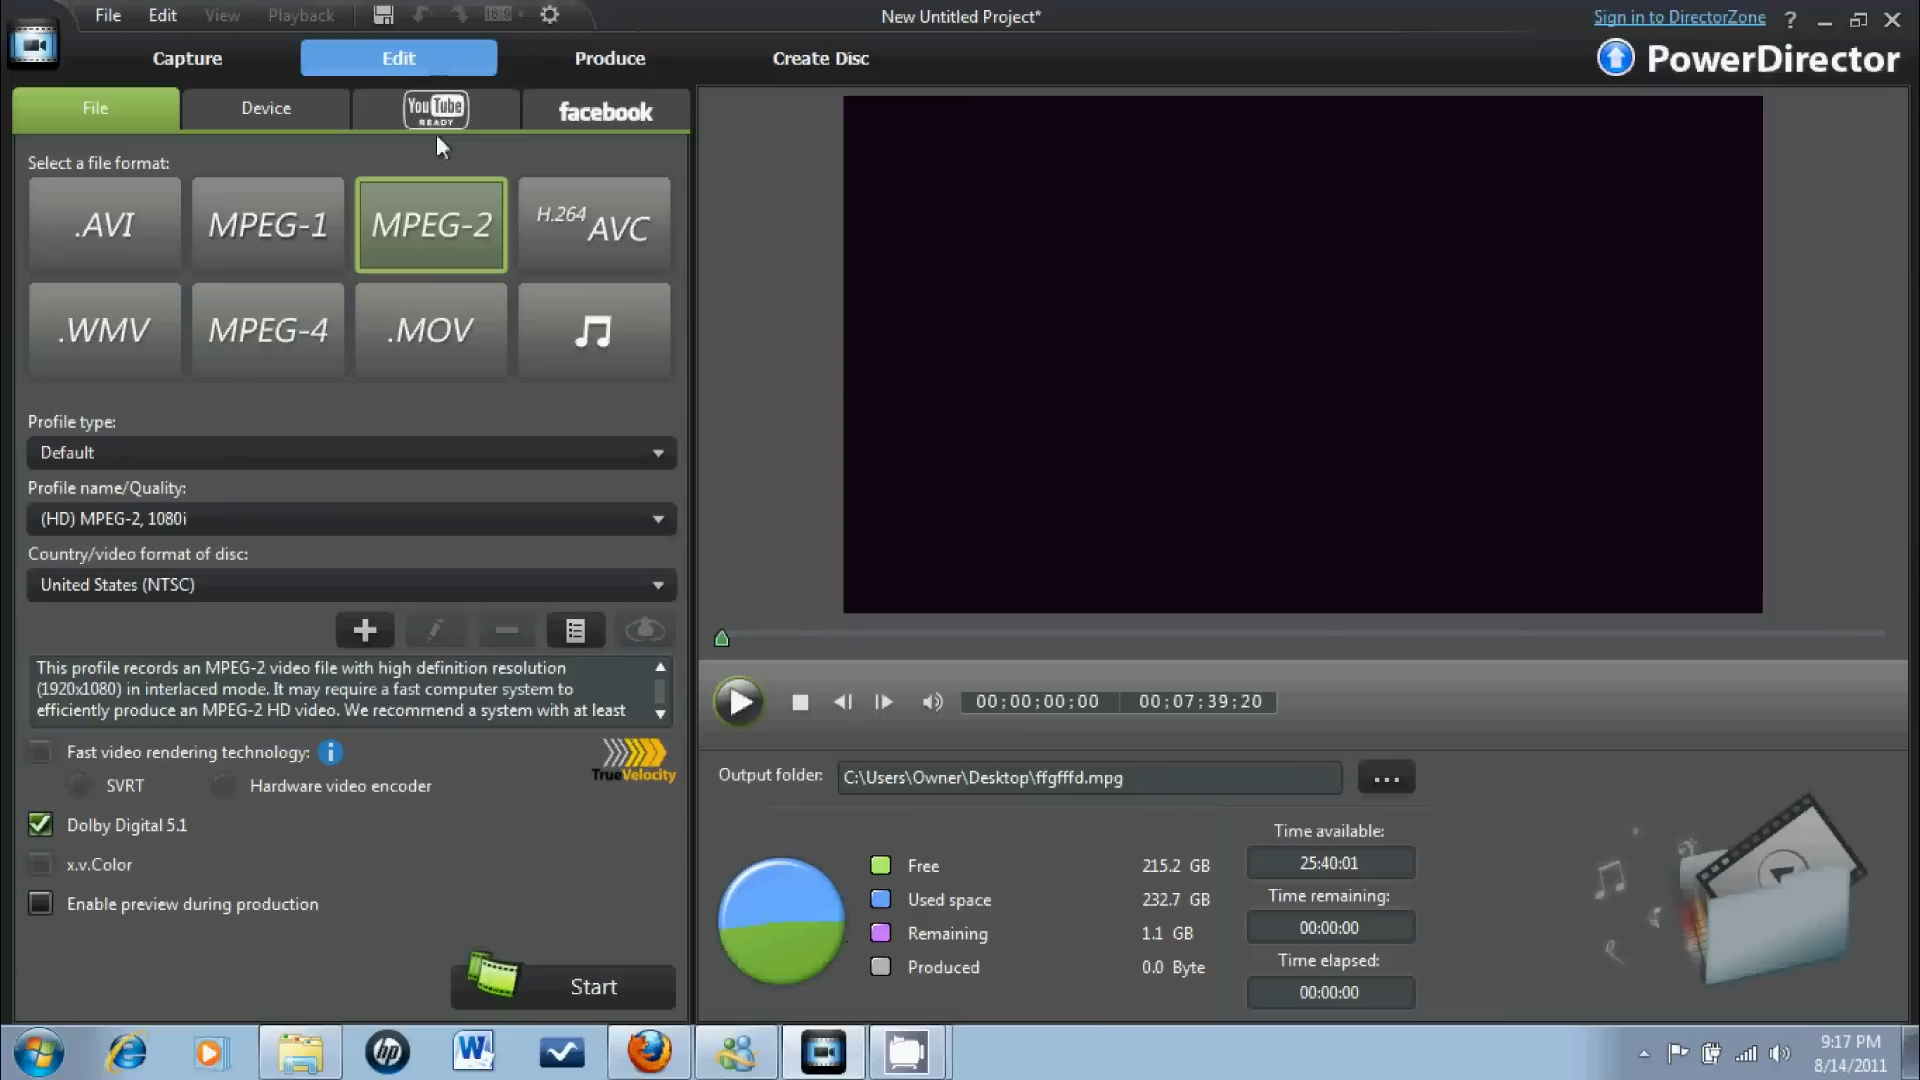 File Edit View Playback
New Untitled Project*
Sign in to DirectorZone ?
Capture Edit Produce Create Disc
PowerDirector
File Device YouTube READY facebook
Select a file format:
.AVI MPEG-1 MPEG-2 H.264 AVC
.WMV MPEG-4 .MOV
Profile type:
Default
Profile name/Quality:
(HD) MPEG-2, 1080i
Country/video format of disc:
United States (NTSC)
This profile records an MPEG-2 video file with high definition resolution
(1920x1080) in interlaced mode. It may require a fast computer system to
efficiently produce an MPEG-2 HD video. We recommend a system with at least
Fast video rendering technology: i
TrueVelocity
SVRT Hardware video encoder
Dolby Digital 5.1
x.v.Color
Enable preview during production
Start
00;00;00;00 00;07;39;20
Output folder: C:\Users\Owner\Desktop\ffgfffd.mpg ...
Free 215.2 GB
Used space 232.7 GB
Remaining 1.1 GB
Produced 0.0 Byte
Time available:
25:40:01
Time remaining:
00:00:00
Time elapsed:
00:00:00
hp
W
9:17 PM
8/14/2011